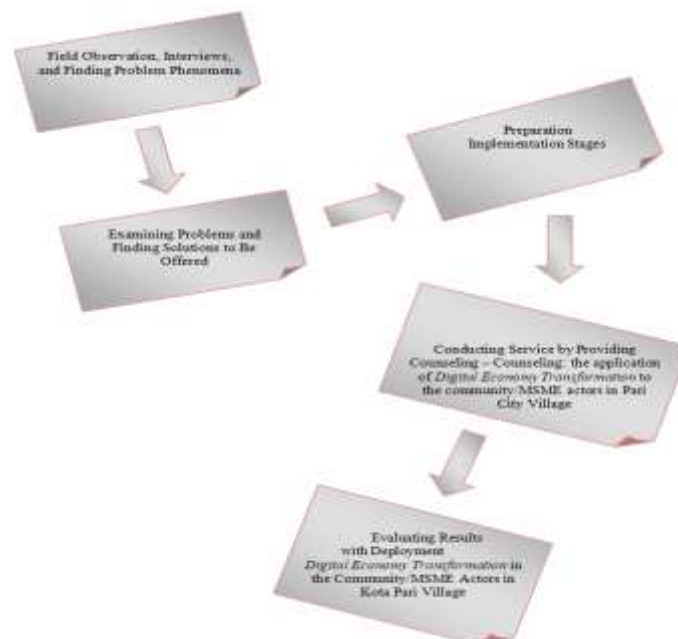 Field Observation, Interviews,
and Finding Problem Phenomena
Examining Problems and
Finding Solutions to Be
Offered
Preparation
Implementation Stages
Conducting Service by Providing
Counseling – Counseling: the application
of Digital Economy Transformation to
the community/MSME actors in Pari
City Village
Evaluating Results
with Deployment
Digital Economy Transformation in
the Community/MSME Actors in
Kota Pari Village